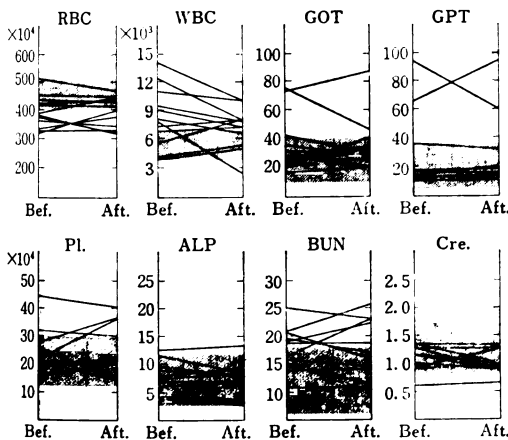 RBC WBC GOT GPT
×10⁴ ×10³
600 15 100 100
500 12 80 80
400 9 60 60
300 6 40 40
200 3 20 20
Bef. Aft. Bef. Aft. Bef. Aft. Bef. Aft.
Pl. ALP BUN Cre.
×10⁴
50 25 35 2.5
40 20 30 2.0
30 15 25 1.5
20 10 20 1.0
10 5 15 0.5
10
Bef. Aft. Bef. Aft. Bef. Aft. Bef. Aft.